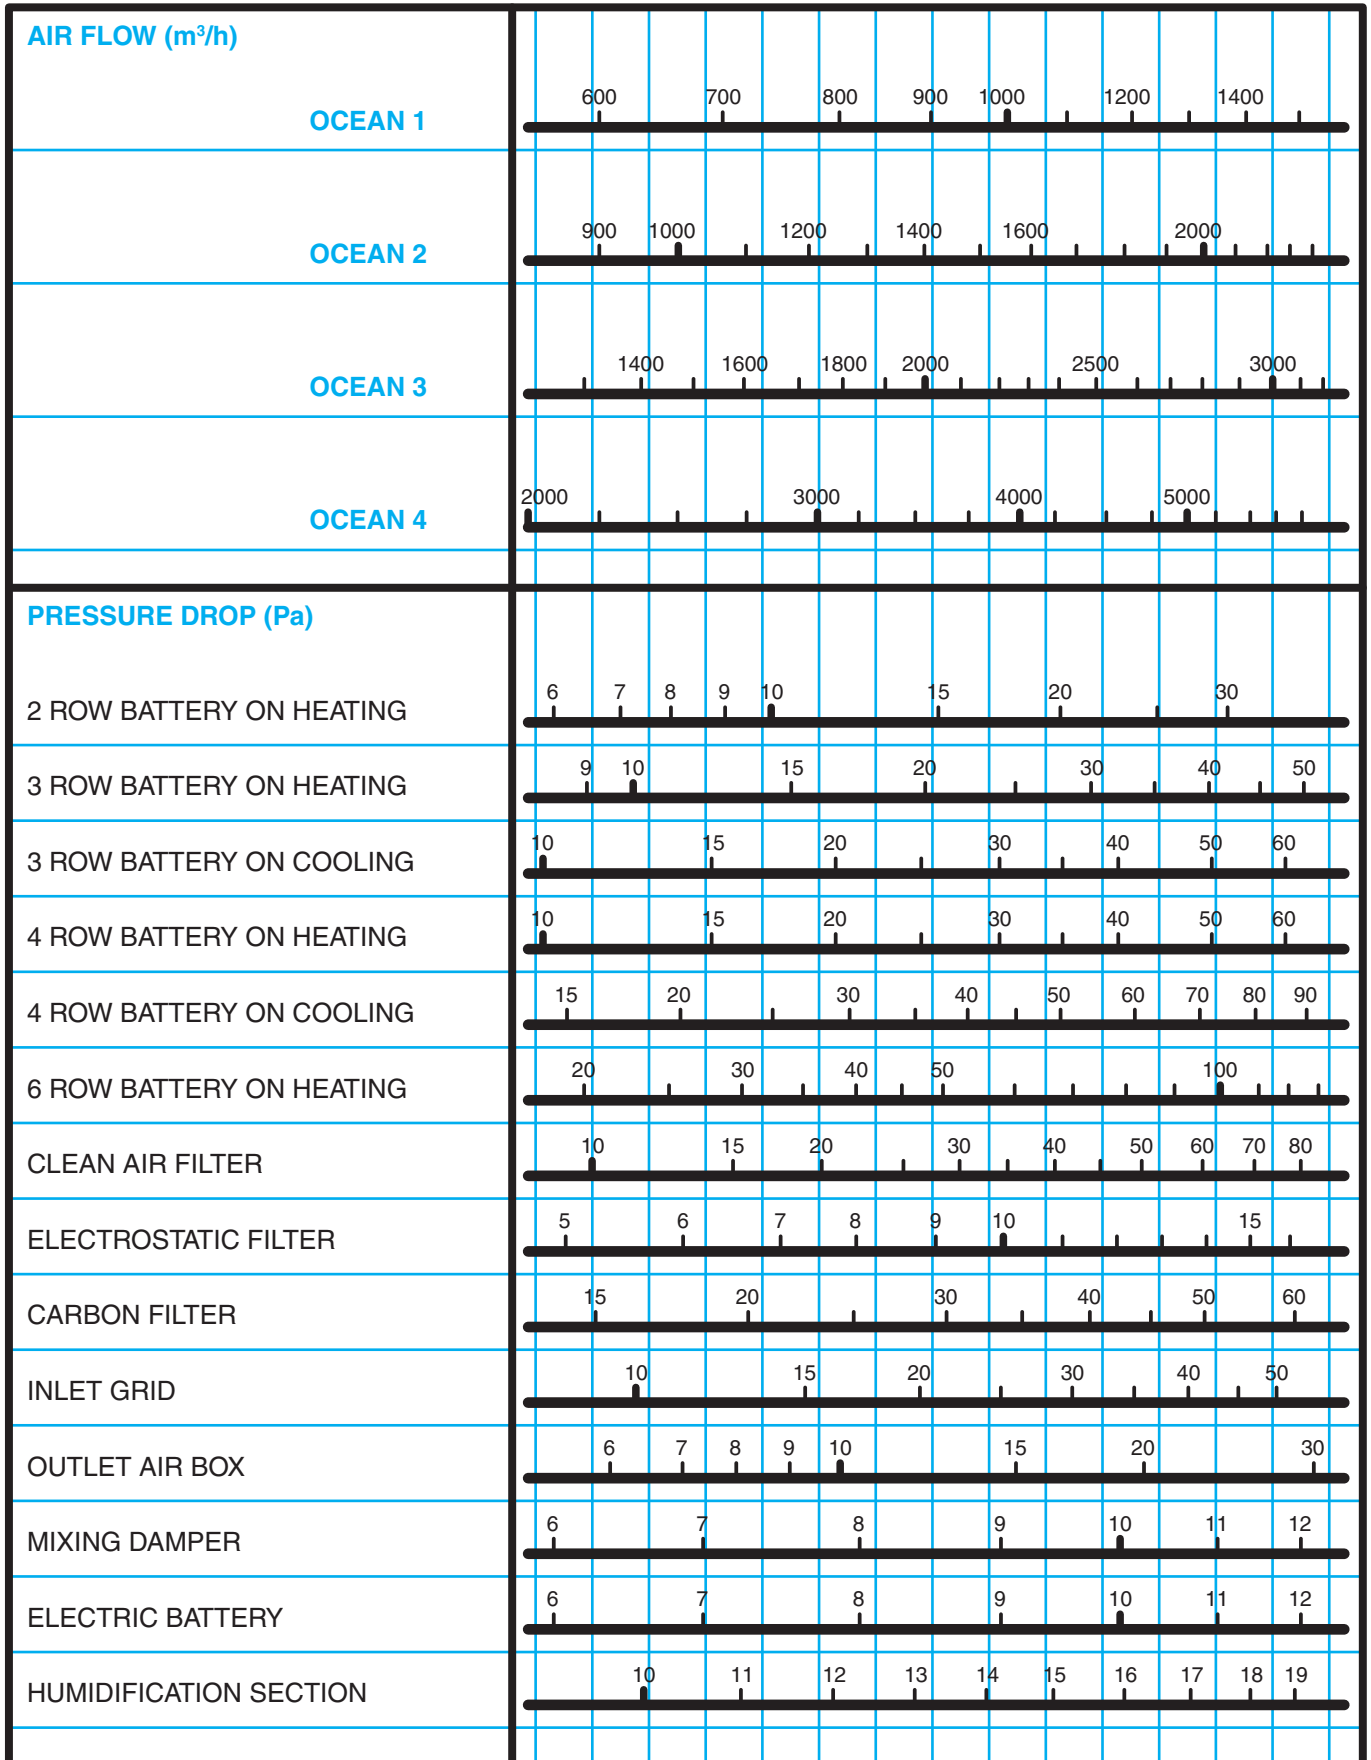 AIR FLOW (m³/h)
600 700 800 900 1000 1200 1400
OCEAN 1
900 1000 1200 1400 1600 2000
OCEAN 2
1400 1600 1800 2000 2500 3000
OCEAN 3
2000 3000 4000 5000
OCEAN 4
PRESSURE DROP (Pa)
6 7 8 9 10 15 20 30
2 ROW BATTERY ON HEATING
9 10 15 20 30 40 50
3 ROW BATTERY ON HEATING
10 15 20 30 40 50 60
3 ROW BATTERY ON COOLING
10 15 20 30 40 50 60
4 ROW BATTERY ON HEATING
15 20 30 40 50 60 70 80 90
4 ROW BATTERY ON COOLING
20 30 40 50 100
6 ROW BATTERY ON HEATING
10 15 20 30 40 50 60 70 80
CLEAN AIR FILTER
5 6 7 8 9 10 15
ELECTROSTATIC FILTER
15 20 30 40 50 60
CARBON FILTER
10 15 20 30 40 50
INLET GRID
6 7 8 9 10 15 20 30
OUTLET AIR BOX
6 7 8 9 10 11 12
MIXING DAMPER
6 7 8 9 10 11 12
ELECTRIC BATTERY
10 11 12 13 14 15 16 17 18 19
HUMIDIFICATION SECTION